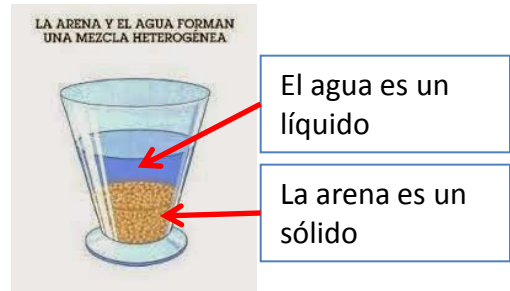 LA ARENA Y EL AGUA FORMAN
UNA MEZCLA HETEROGÉNEA
El agua es un
líquido
La arena es un
sólido